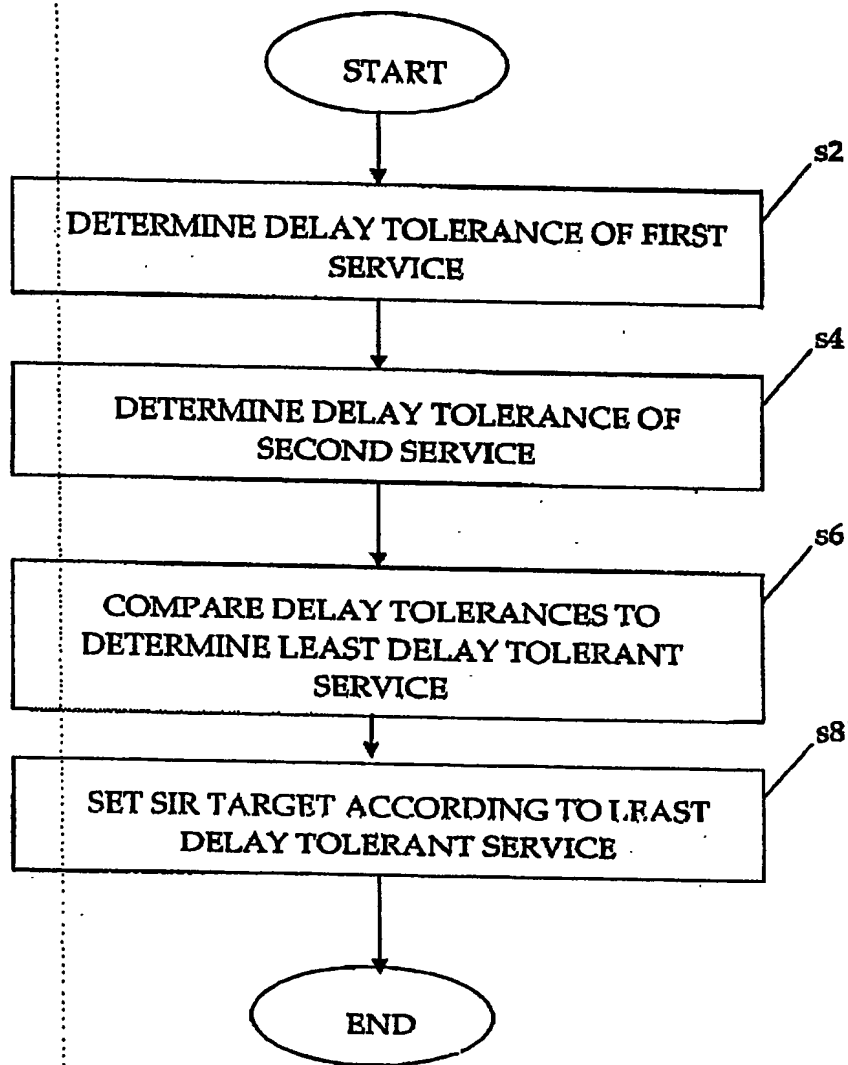 START
s2
DETERMINE DELAY TOLERANCE OF FIRST
SERVICE
s4
DETERMINE DELAY TOLERANCE OF
SECOND SERVICE
s6
COMPARE DELAY TOLERANCES TO
DETERMINE LEAST DELAY TOLERANT
SERVICE
s8
SET SIR TARGET ACCORDING TO LEAST
DELAY TOLERANT SERVICE
END